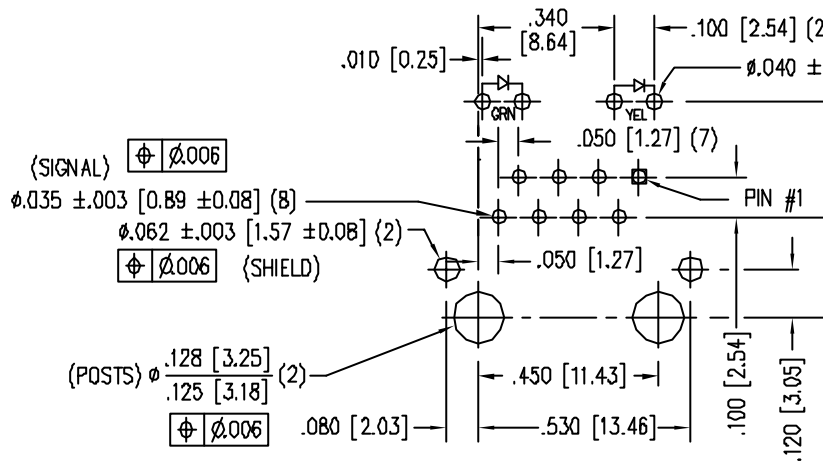 .340
[8.64]
.100 [2.54] (2
.010 [0.25]
ø.040 ±
GRN
YEL
.050 [1.27] (7)
(SIGNAL) ⌖ Ø.006
ø.035 ±.003 [0.89 ±0.08] (8)
PIN #1
ø.062 ±.003 [1.57 ±0.08] (2)
⌖ Ø.006 (SHIELD)
.050 [1.27]
(POSTS) ø .128 [3.25]
.125 [3.18] (2)
⌖ Ø.006
.450 [11.43]
.080 [2.03]
.530 [13.46]
.100 [2.54]
.120 [3.05]